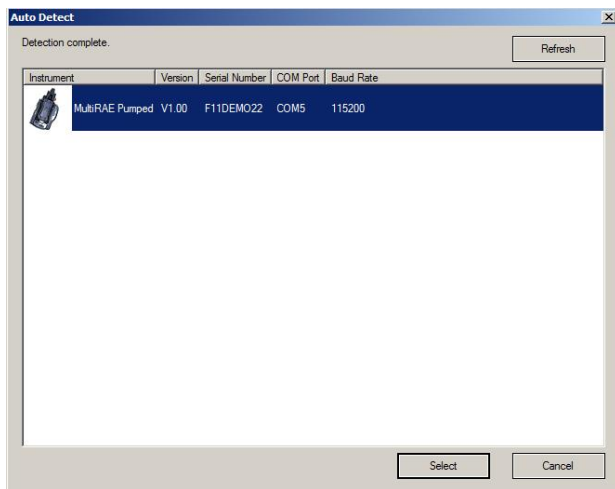 Auto Detect
Detection complete.
Refresh
Instrument Version Serial Number COM Port Baud Rate
MultiRAE Pumped V1.00 F11DEMO22 COM5 115200
Select Cancel